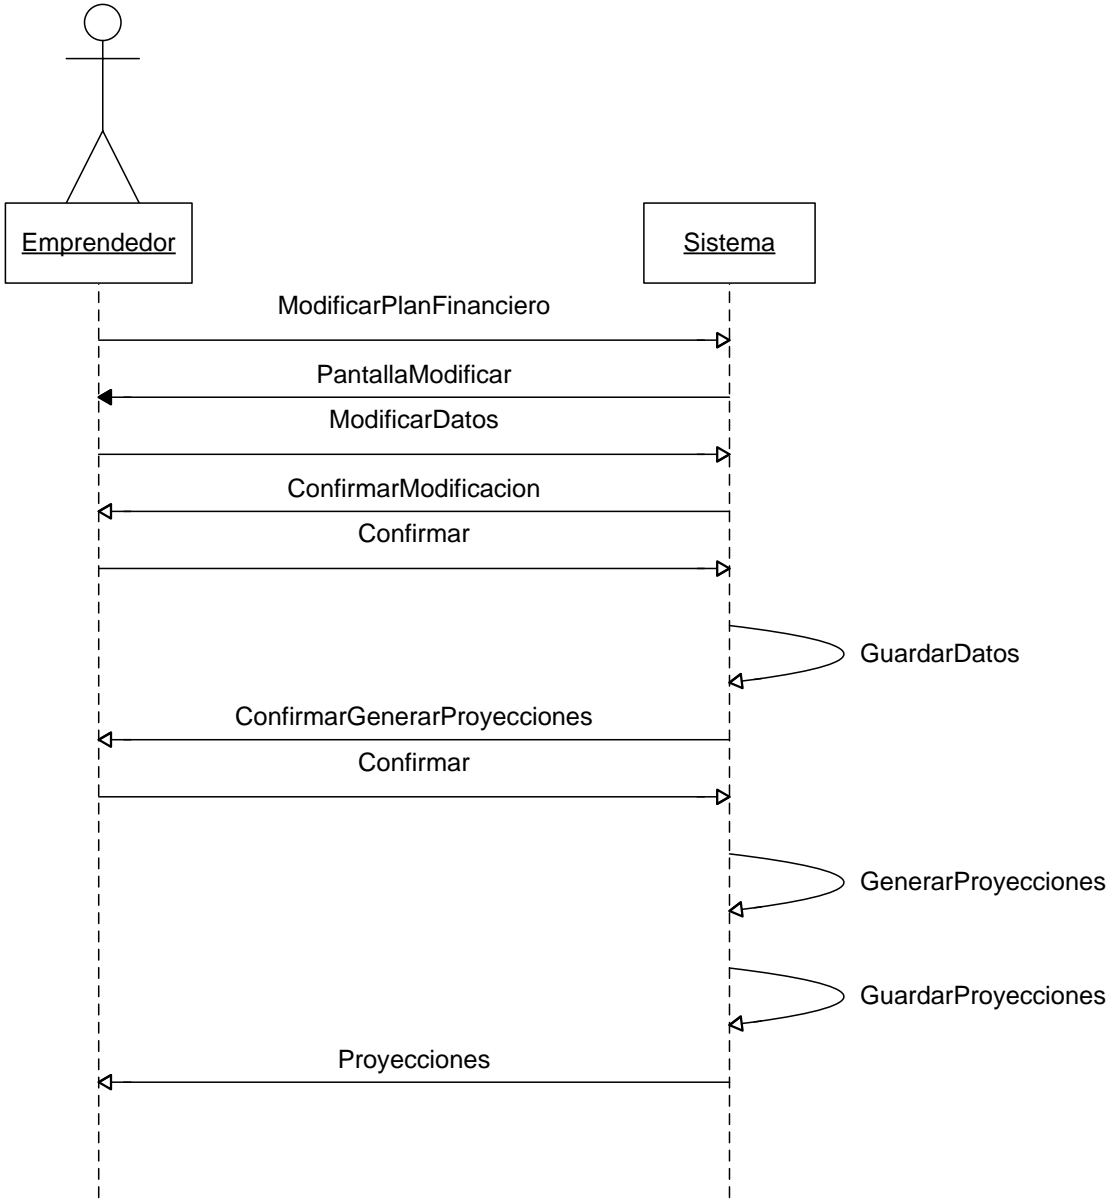 Emprendedor
Sistema
ModificarPlanFinanciero
PantallaModificar
ModificarDatos
ConfirmarModificacion
Confirmar
GuardarDatos
ConfirmarGenerarProyecciones
Confirmar
GenerarProyecciones
GuardarProyecciones
Proyecciones